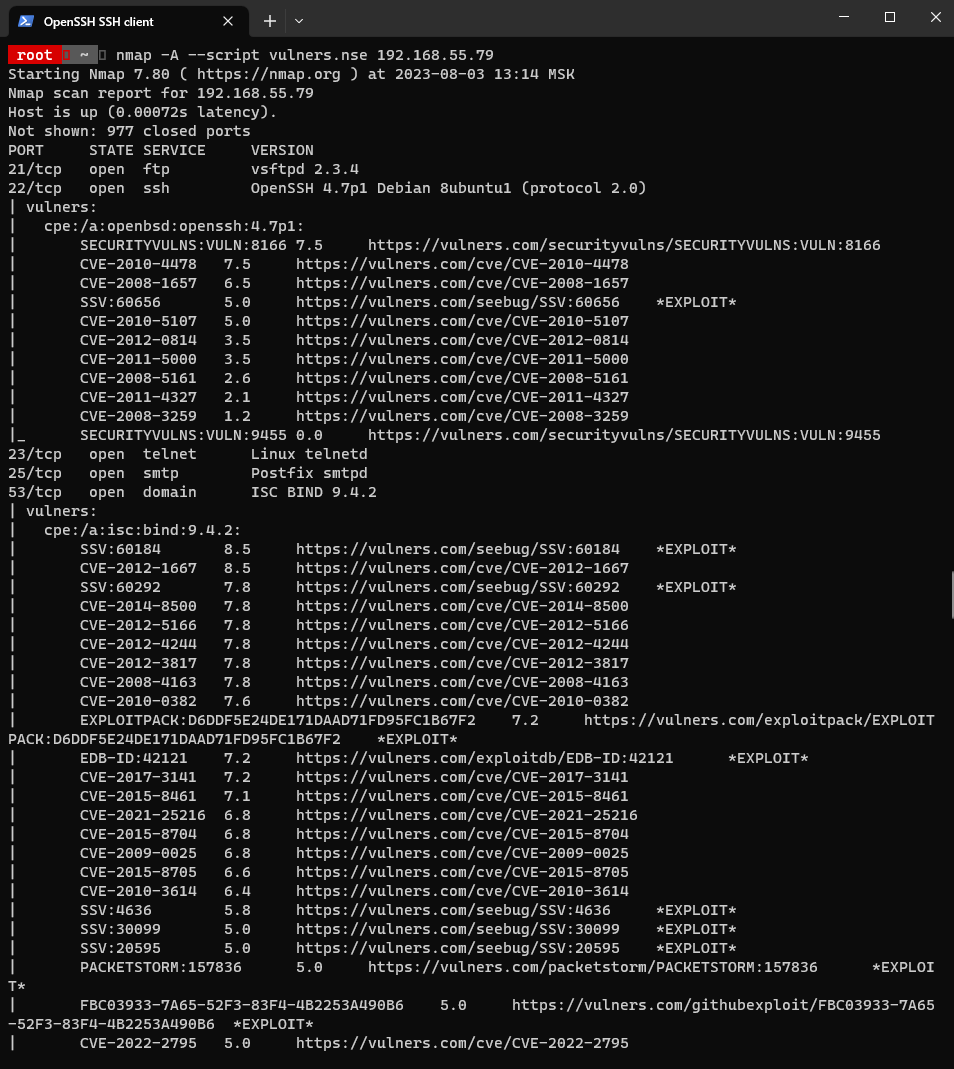 OpenSSH SSH client
root ~ nmap -A --script vulners.nse 192.168.55.79
Starting Nmap 7.80 ( https://nmap.org ) at 2023-08-03 13:14 MSK
Nmap scan report for 192.168.55.79
Host is up (0.00072s latency).
Not shown: 977 closed ports
PORT     STATE SERVICE     VERSION
21/tcp   open  ftp         vsftpd 2.3.4
22/tcp   open  ssh         OpenSSH 4.7p1 Debian 8ubuntu1 (protocol 2.0)
| vulners:
|   cpe:/a:openbsd:openssh:4.7p1:
|       SECURITYVULNS:VULN:8166 7.5     https://vulners.com/securityvulns/SECURITYVULNS:VULN:8166
|       CVE-2010-4478   7.5     https://vulners.com/cve/CVE-2010-4478
|       CVE-2008-1657   6.5     https://vulners.com/cve/CVE-2008-1657
|       SSV:60656       5.0     https://vulners.com/seebug/SSV:60656    *EXPLOIT*
|       CVE-2010-5107   5.0     https://vulners.com/cve/CVE-2010-5107
|       CVE-2012-0814   3.5     https://vulners.com/cve/CVE-2012-0814
|       CVE-2011-5000   3.5     https://vulners.com/cve/CVE-2011-5000
|       CVE-2008-5161   2.6     https://vulners.com/cve/CVE-2008-5161
|       CVE-2011-4327   2.1     https://vulners.com/cve/CVE-2011-4327
|       CVE-2008-3259   1.2     https://vulners.com/cve/CVE-2008-3259
|_      SECURITYVULNS:VULN:9455 0.0     https://vulners.com/securityvulns/SECURITYVULNS:VULN:9455
23/tcp   open  telnet      Linux telnetd
25/tcp   open  smtp        Postfix smtpd
53/tcp   open  domain      ISC BIND 9.4.2
| vulners:
|   cpe:/a:isc:bind:9.4.2:
|       SSV:60184       8.5     https://vulners.com/seebug/SSV:60184    *EXPLOIT*
|       CVE-2012-1667   8.5     https://vulners.com/cve/CVE-2012-1667
|       SSV:60292       7.8     https://vulners.com/seebug/SSV:60292    *EXPLOIT*
|       CVE-2014-8500   7.8     https://vulners.com/cve/CVE-2014-8500
|       CVE-2012-5166   7.8     https://vulners.com/cve/CVE-2012-5166
|       CVE-2012-4244   7.8     https://vulners.com/cve/CVE-2012-4244
|       CVE-2012-3817   7.8     https://vulners.com/cve/CVE-2012-3817
|       CVE-2008-4163   7.8     https://vulners.com/cve/CVE-2008-4163
|       CVE-2010-0382   7.6     https://vulners.com/cve/CVE-2010-0382
|       EXPLOITPACK:D6DDF5E24DE171DAAD71FD95FC1B67F2    7.2     https://vulners.com/exploitpack/EXPLOIT
PACK:D6DDF5E24DE171DAAD71FD95FC1B67F2    *EXPLOIT*
|       EDB-ID:42121    7.2     https://vulners.com/exploitdb/EDB-ID:42121      *EXPLOIT*
|       CVE-2017-3141   7.2     https://vulners.com/cve/CVE-2017-3141
|       CVE-2015-8461   7.1     https://vulners.com/cve/CVE-2015-8461
|       CVE-2021-25216  6.8     https://vulners.com/cve/CVE-2021-25216
|       CVE-2015-8704   6.8     https://vulners.com/cve/CVE-2015-8704
|       CVE-2009-0025   6.8     https://vulners.com/cve/CVE-2009-0025
|       CVE-2015-8705   6.6     https://vulners.com/cve/CVE-2015-8705
|       CVE-2010-3614   6.4     https://vulners.com/cve/CVE-2010-3614
|       SSV:4636        5.8     https://vulners.com/seebug/SSV:4636     *EXPLOIT*
|       SSV:30099       5.0     https://vulners.com/seebug/SSV:30099    *EXPLOIT*
|       SSV:20595       5.0     https://vulners.com/seebug/SSV:20595    *EXPLOIT*
|       PACKETSTORM:157836      5.0     https://vulners.com/packetstorm/PACKETSTORM:157836      *EXPLOI
T*
|       FBC03933-7A65-52F3-83F4-4B2253A490B6    5.0     https://vulners.com/githubexploit/FBC03933-7A65
-52F3-83F4-4B2253A490B6  *EXPLOIT*
|       CVE-2022-2795   5.0     https://vulners.com/cve/CVE-2022-2795